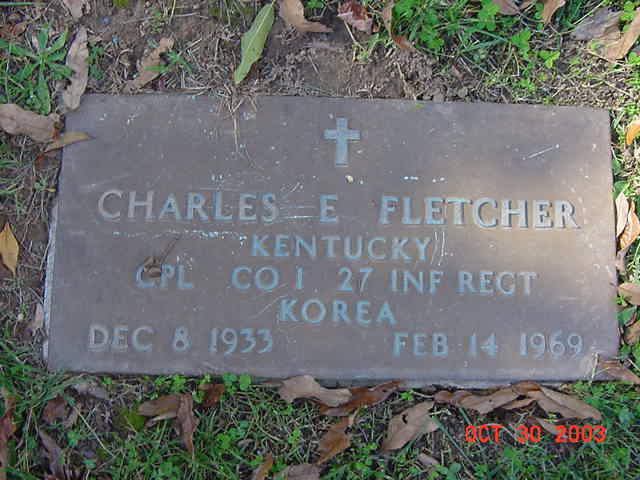 CHARLES E FLETCHER
KENTUCKY
CPL CO I 27 INF REGT
KOREA
DEC 8 1933 FEB 14 1969
OCT 30 2003